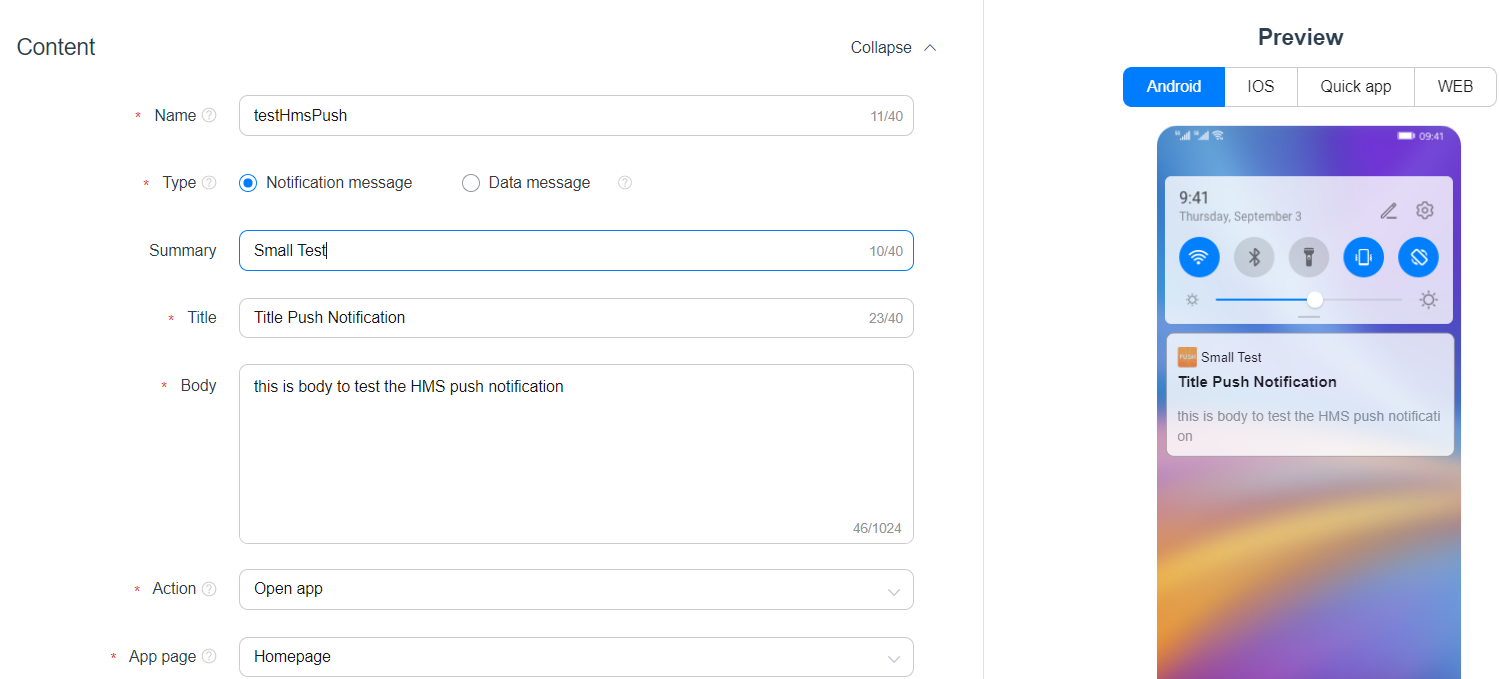 Content
Collapse
* Name ? testHmsPush 11/40
* Type ? Notification message Data message ?
Summary Small Test 10/40
* Title Title Push Notification 23/40
* Body this is body to test the HMS push notification
46/1024
* Action ? Open app
* App page ? Homepage
Preview
Android IOS Quick app WEB
09:41
9:41
Thursday, September 3
PUSH Small Test
Title Push Notification
this is body to test the HMS push notificati
on